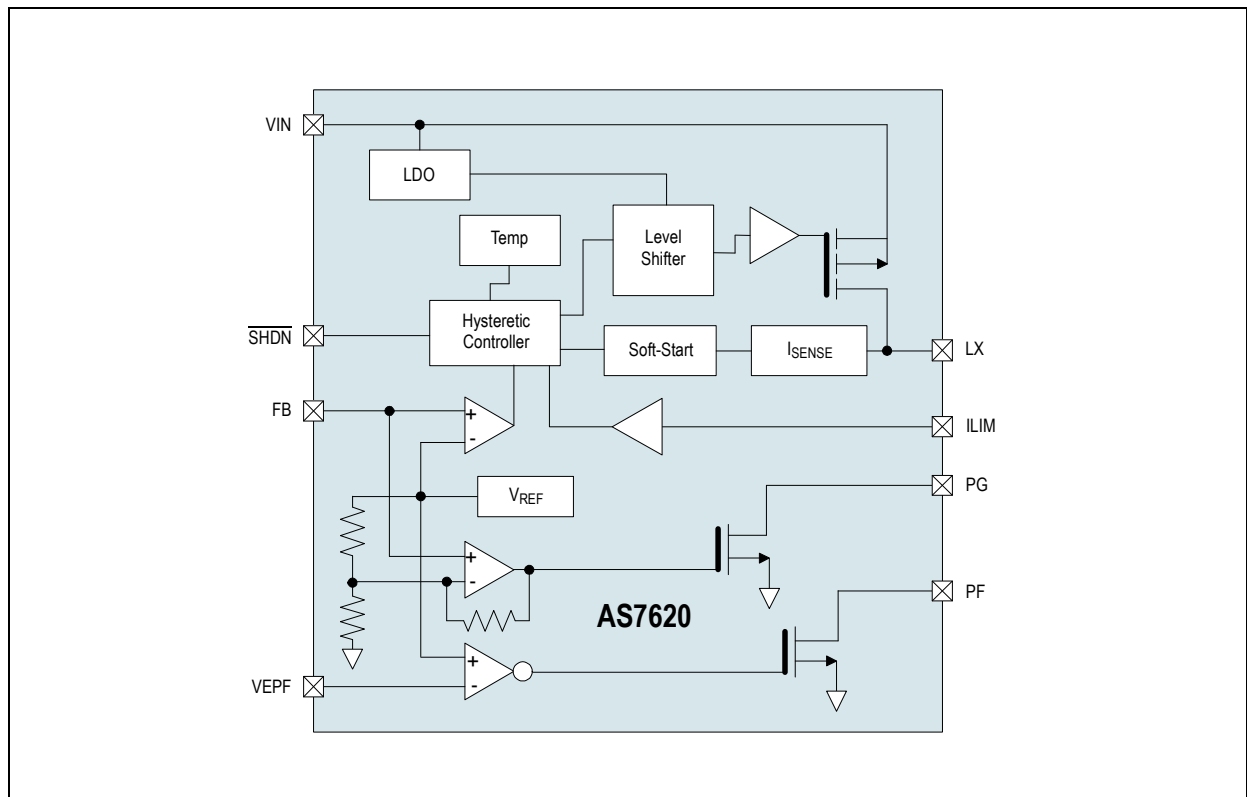 VIN
LDO
Temp
Level
Shifter
SHDN
Hysteretic
Controller
Soft-Start
ISENSE
LX
FB
+
-
ILIM
VREF
PG
+
-
AS7620
PF
+
-
VEPF